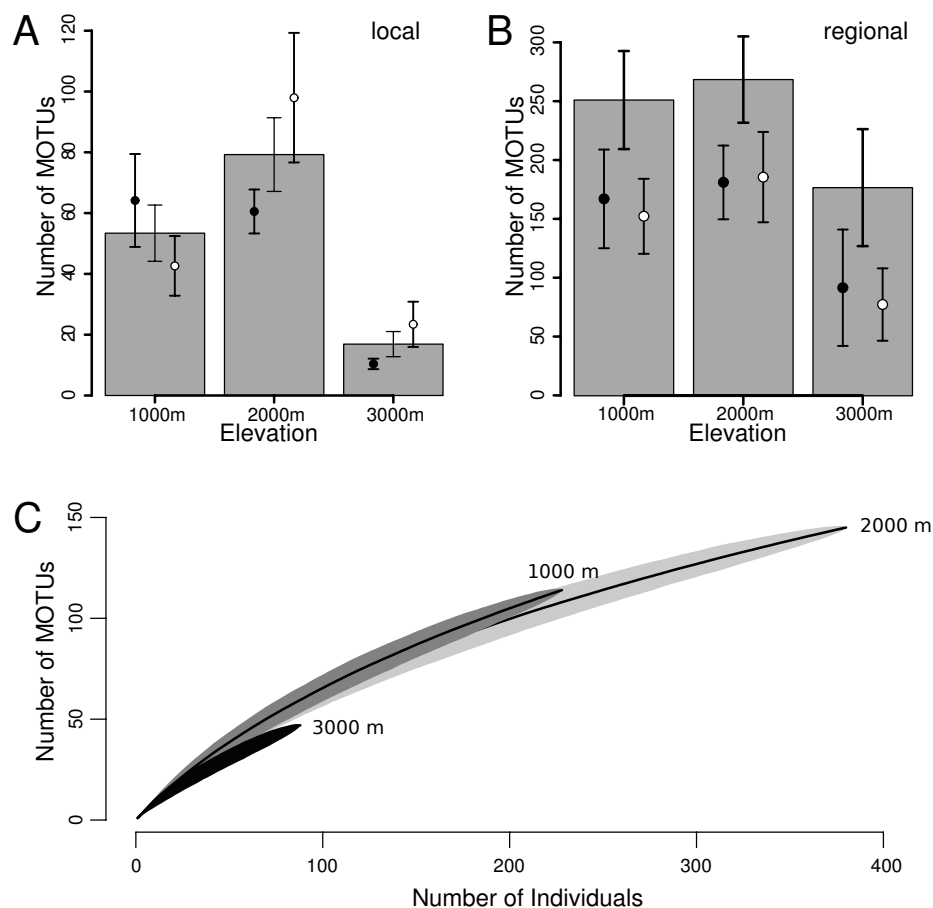 A
local
Number of MOTUs
0 20 40 60 80 100 120
1000m 2000m 3000m
Elevation
B
regional
Number of MOTUs
0 50 100 150 200 250 300
1000m 2000m 3000m
Elevation
C
Number of MOTUs
0 50 100 150
1000 m
2000 m
3000 m
0 100 200 300 400
Number of Individuals